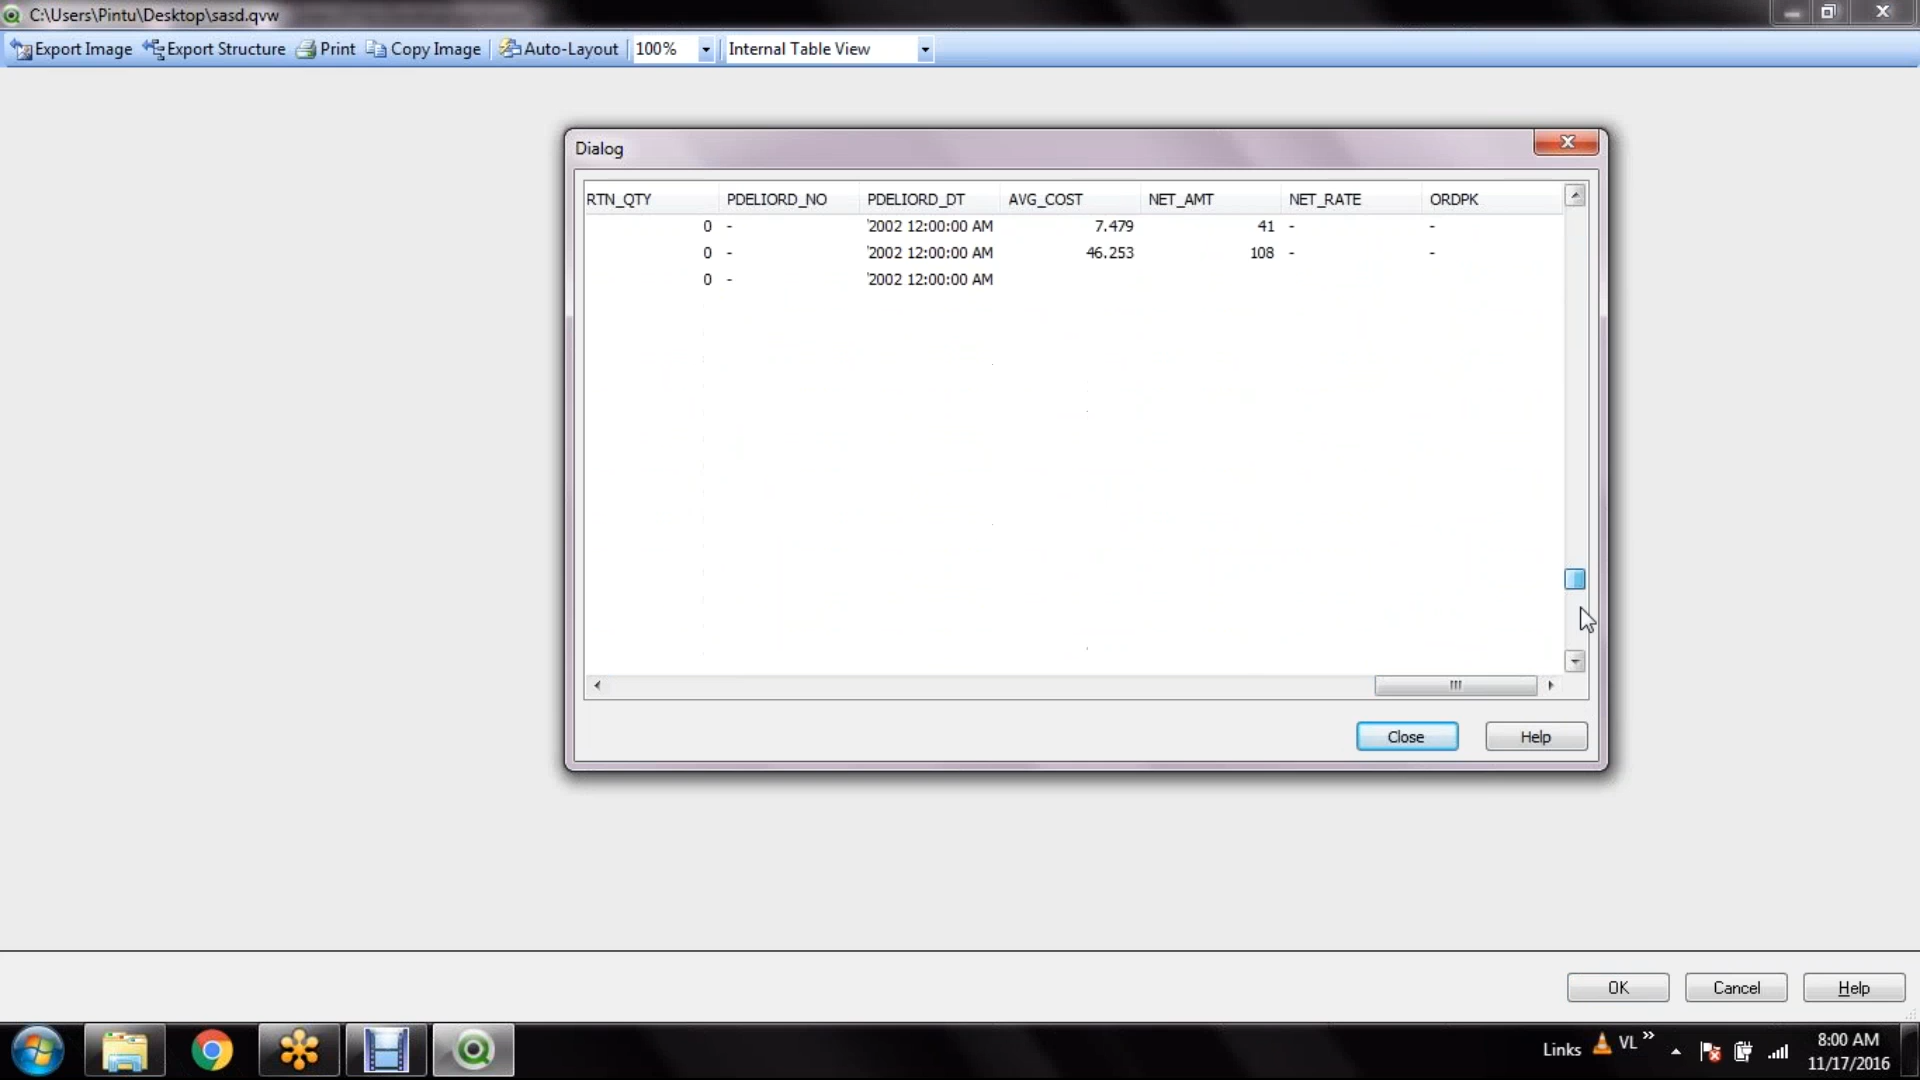 C:\Users\Pintu\Desktop\sasd.qvw
Export Image Export Structure Print Copy Image Auto-Layout 100% Internal Table View
Dialog
RTN_QTY PDELIORD_NO PDELIORD_DT AVG_COST NET_AMT NET_RATE ORDPK
0 - '2002 12:00:00 AM 7.479 41 - -
0 - '2002 12:00:00 AM 46.253 108 - -
0 - '2002 12:00:00 AM
Close Help
OK Cancel Help
Links VL » 8:00 AM
11/17/2016